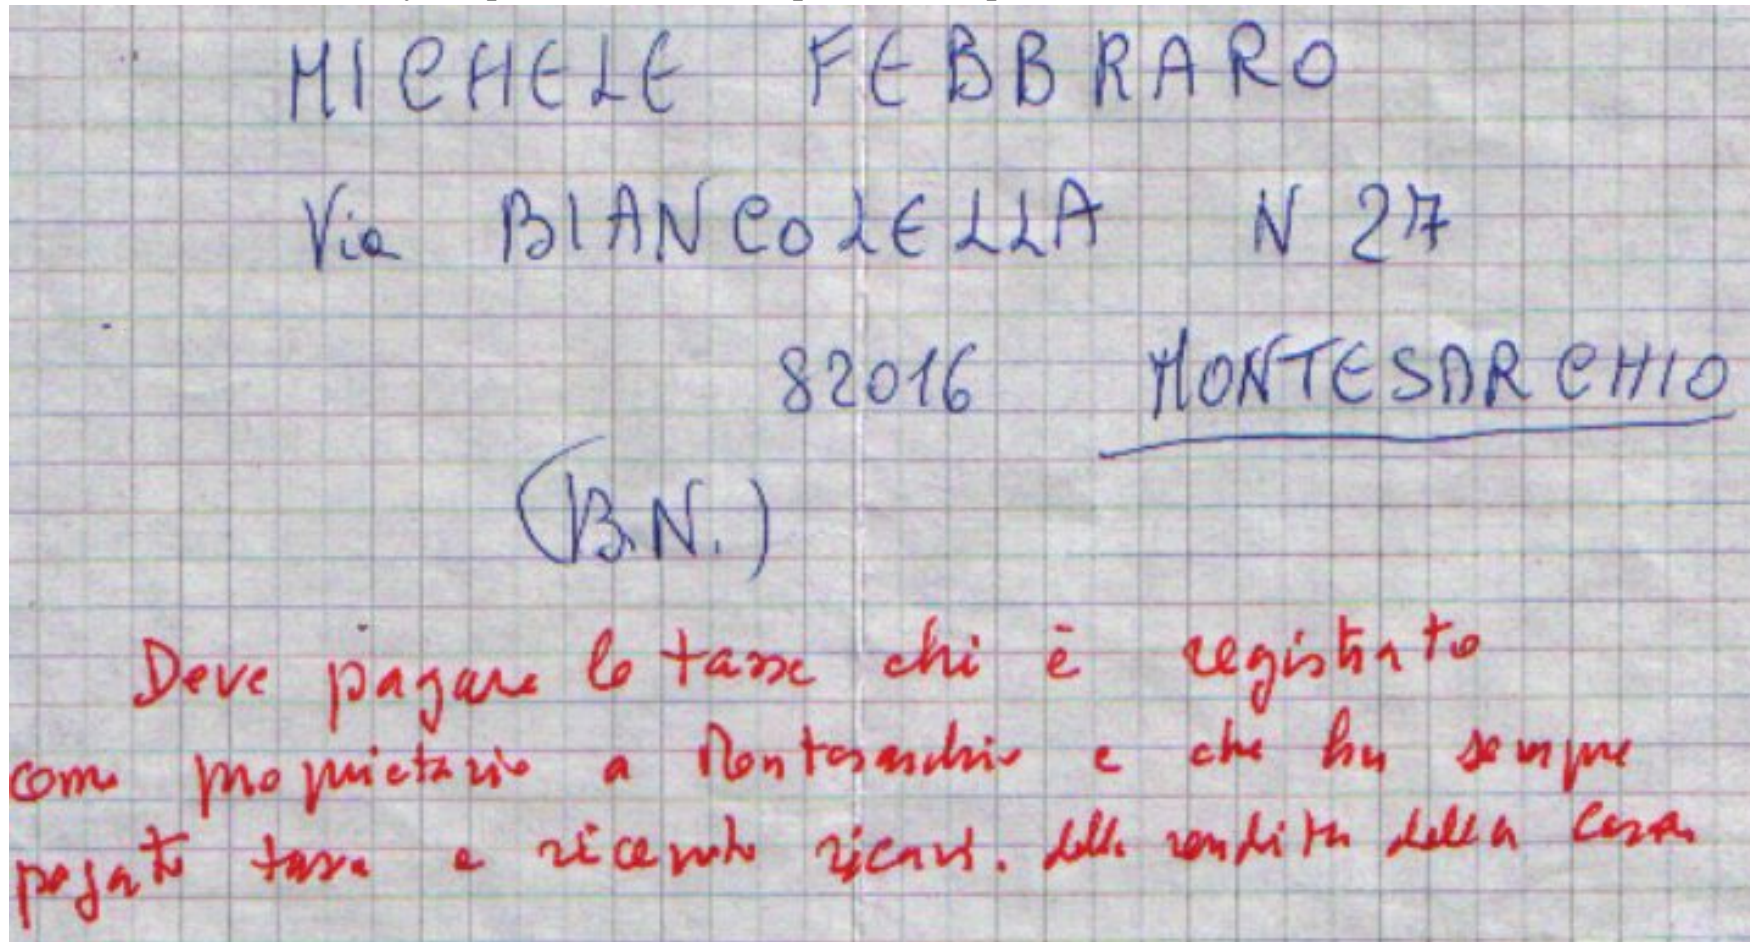 MICHELE FEBBRARO
Via BIANCOLELLA N 27
82016 MONTESARCHIO
(B.N.)
Deve pagare le tasse chi è registrato
come proprietario a Montesarchio e che ha sempre
pagato tasse e ricevuto ricavi. della rendita della casa